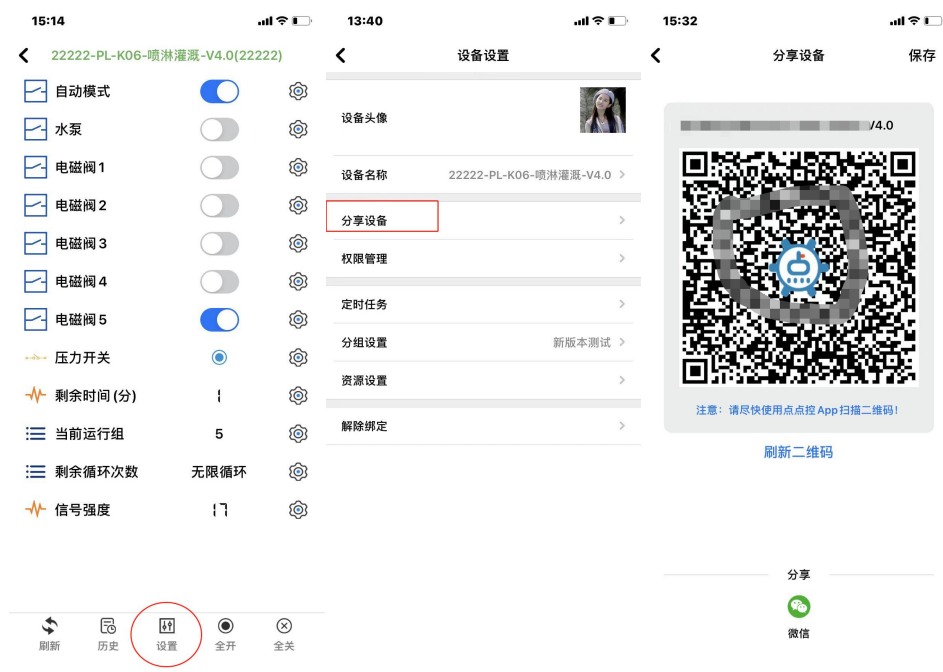 15:14
22222-PL-K06-喷淋灌溉-V4.0(22222)
自动模式
水泵
电磁阀 1
电磁阀 2
电磁阀 3
电磁阀 4
电磁阀 5
压力开关
剩余时间(分) 1
当前运行组 5
剩余循环次数 无限循环
信号强度 17
刷新 历史 设置 全开 全关
13:40
设备设置
设备头像
设备名称 22222-PL-K06-喷淋灌溉-V4.0
分享设备
权限管理
定时任务
分组设置 新版本测试
资源设置
解除绑定
15:32
分享设备 保存
V4.0
注意：请尽快使用点点控App扫描二维码!
刷新二维码
分享
微信